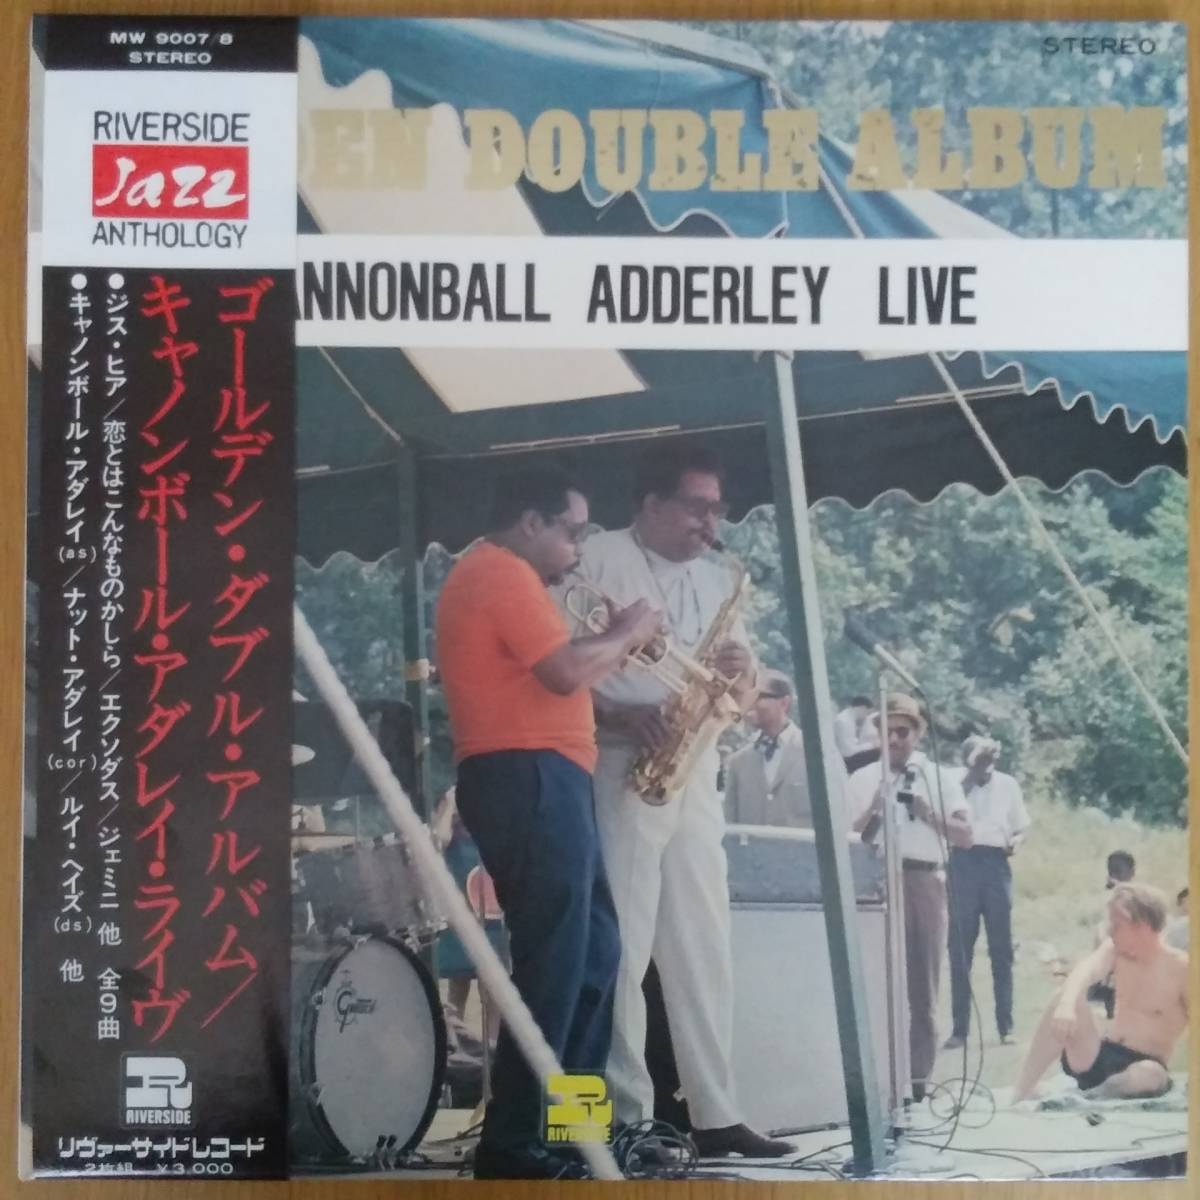 MW 9007/8
STEREO
RIVERSIDE
Jazz
ANTHOLOGY
ゴールデン・ダブル・アルバム/
キャノンボール・アダレイ・ライヴ
●ジス・ヒア/恋とはこんなものかしら/エクソダス/ジェミニ 他 全9曲
●キャノンボール・アダレイ(as)/ナット・アダレイ(cor)/ルイ・ヘイズ(ds) 他
RIVERSIDE
リヴァーサイドレコード
2枚組 ¥3,000
STEREO
DEN DOUBLE ALBUM
ANNONBALL ADDERLEY LIVE
Gretsch
RIVERSIDE